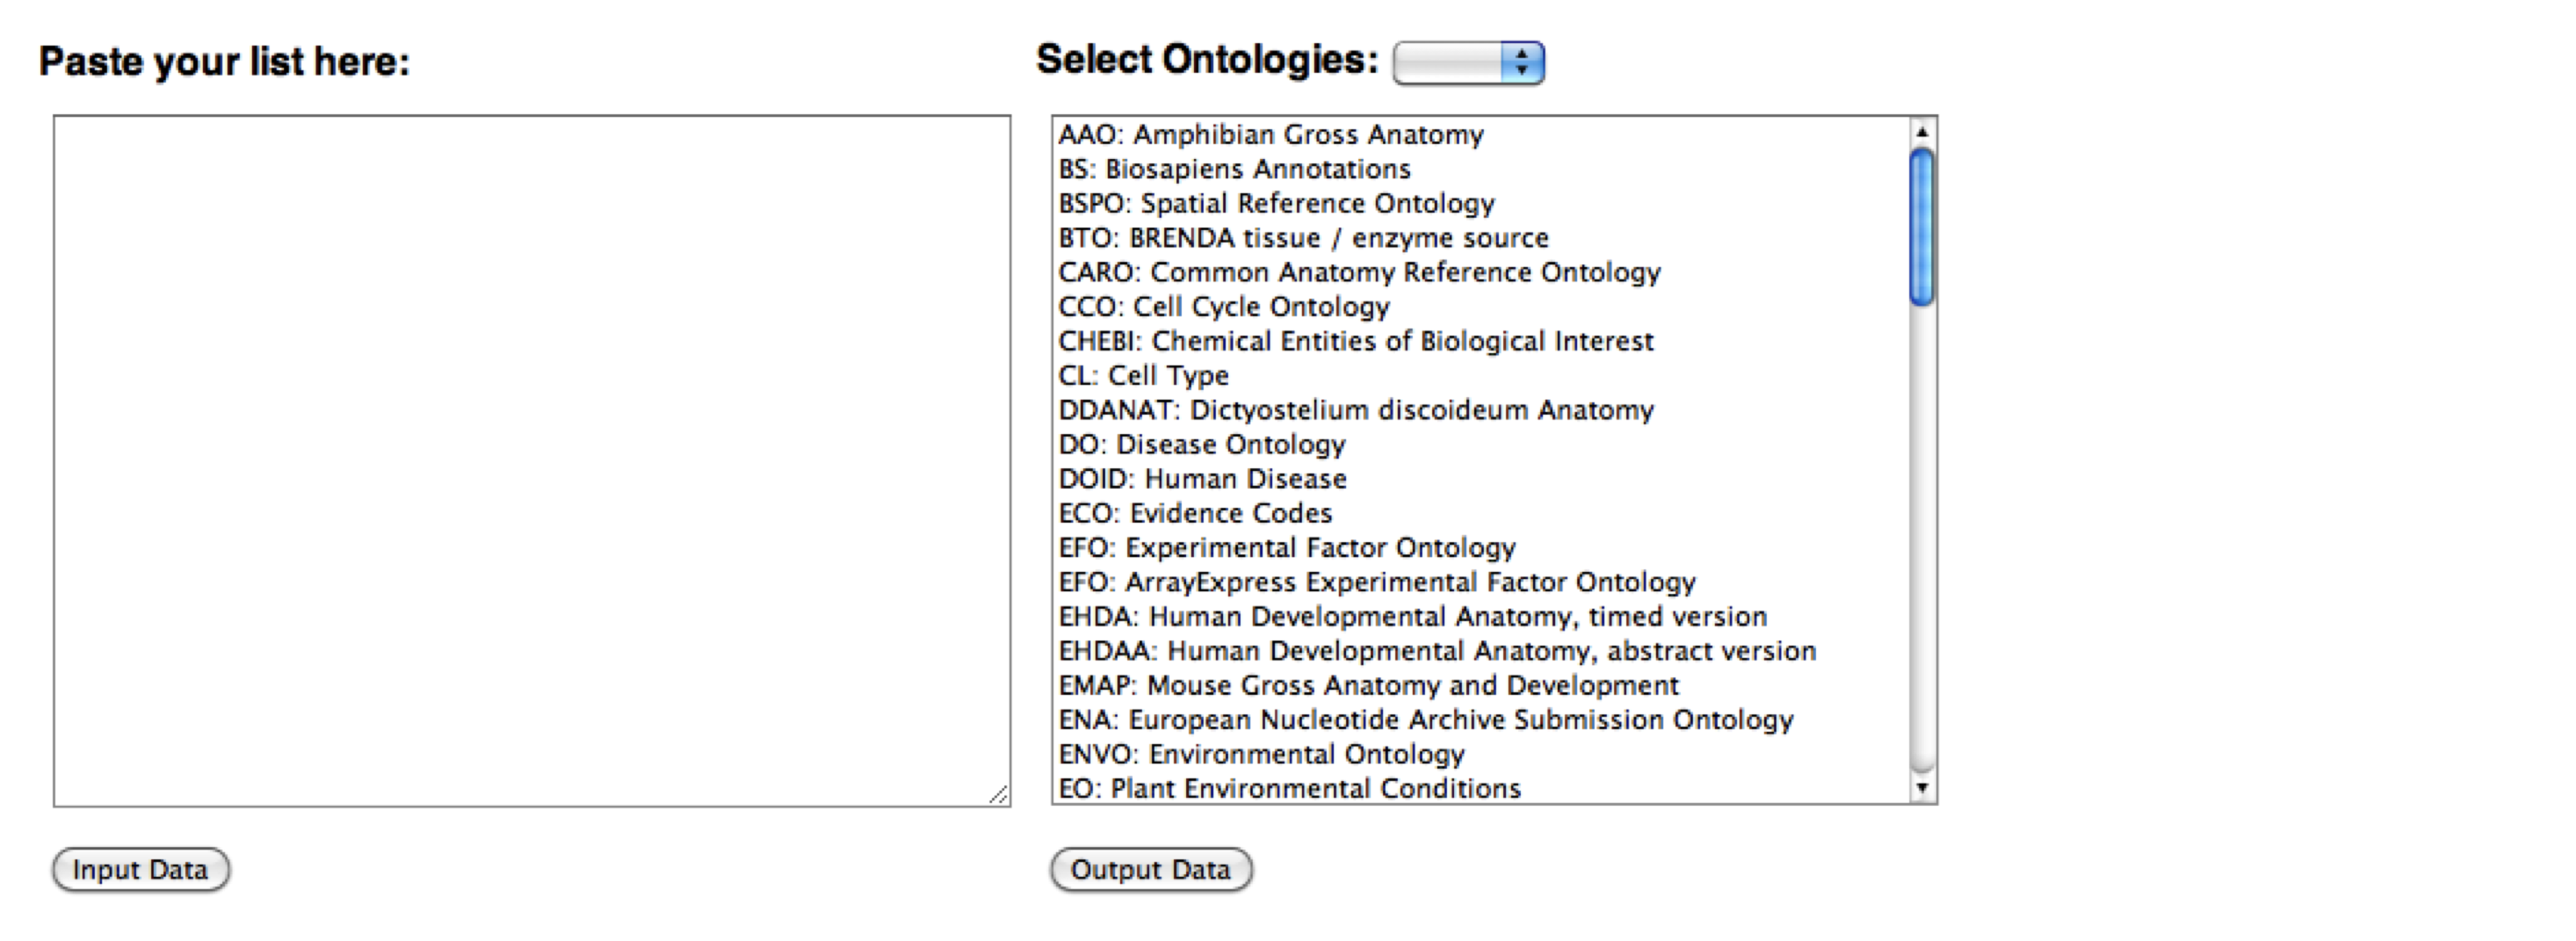 Paste your list here:
Select Ontologies:
AAO: Amphibian Gross Anatomy
BS: Biosapiens Annotations
BSPO: Spatial Reference Ontology
BTO: BRENDA tissue / enzyme source
CARO: Common Anatomy Reference Ontology
CCO: Cell Cycle Ontology
CHEBI: Chemical Entities of Biological Interest
CL: Cell Type
DDANAT: Dictyostelium discoideum Anatomy
DO: Disease Ontology
DOID: Human Disease
ECO: Evidence Codes
EFO: Experimental Factor Ontology
EFO: ArrayExpress Experimental Factor Ontology
EHDA: Human Developmental Anatomy, timed version
EHDAA: Human Developmental Anatomy, abstract version
EMAP: Mouse Gross Anatomy and Development
ENA: European Nucleotide Archive Submission Ontology
ENVO: Environmental Ontology
EO: Plant Environmental Conditions
Input Data
Output Data